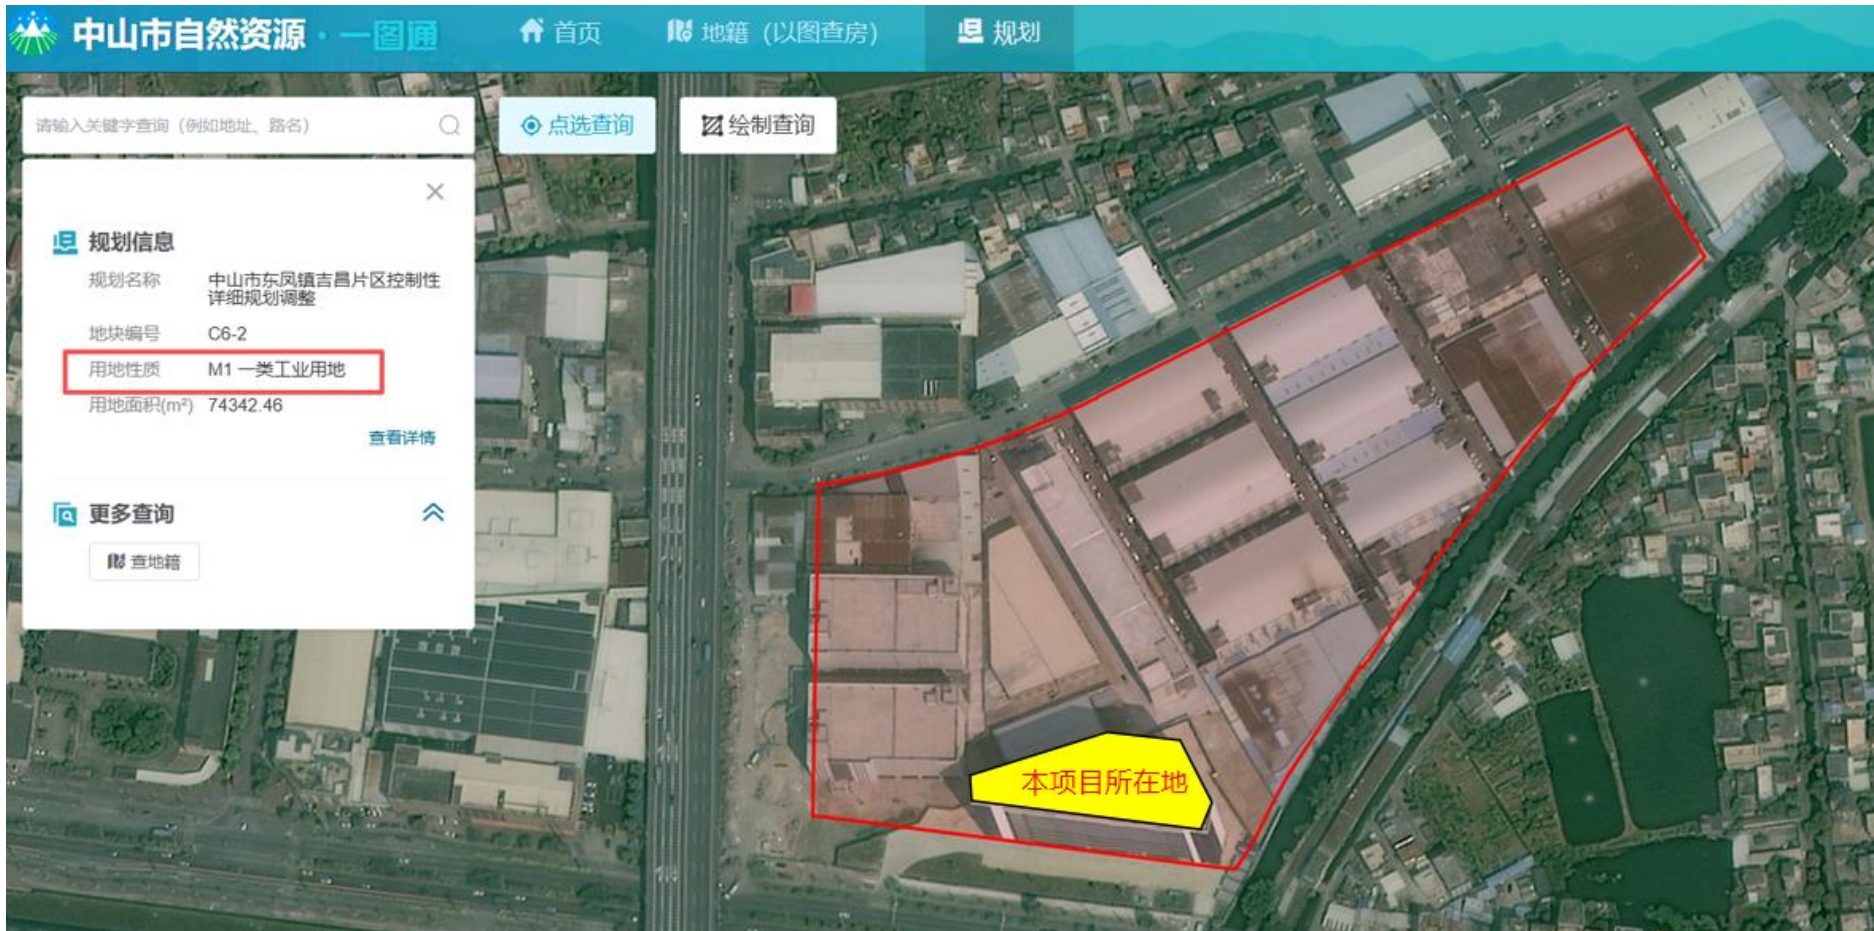 中山市自然资源·一图通
首页
地籍（以图查房）
规划
请输入关键字查询（例如地址、路名）
点选查询
绘制查询
规划信息
规划名称 中山市东凤镇吉昌片区控制性
详细规划调整
地块编号 C6-2
用地性质 M1 一类工业用地
用地面积(m²) 74342.46
查看详情
更多查询
查地籍
本项目所在地